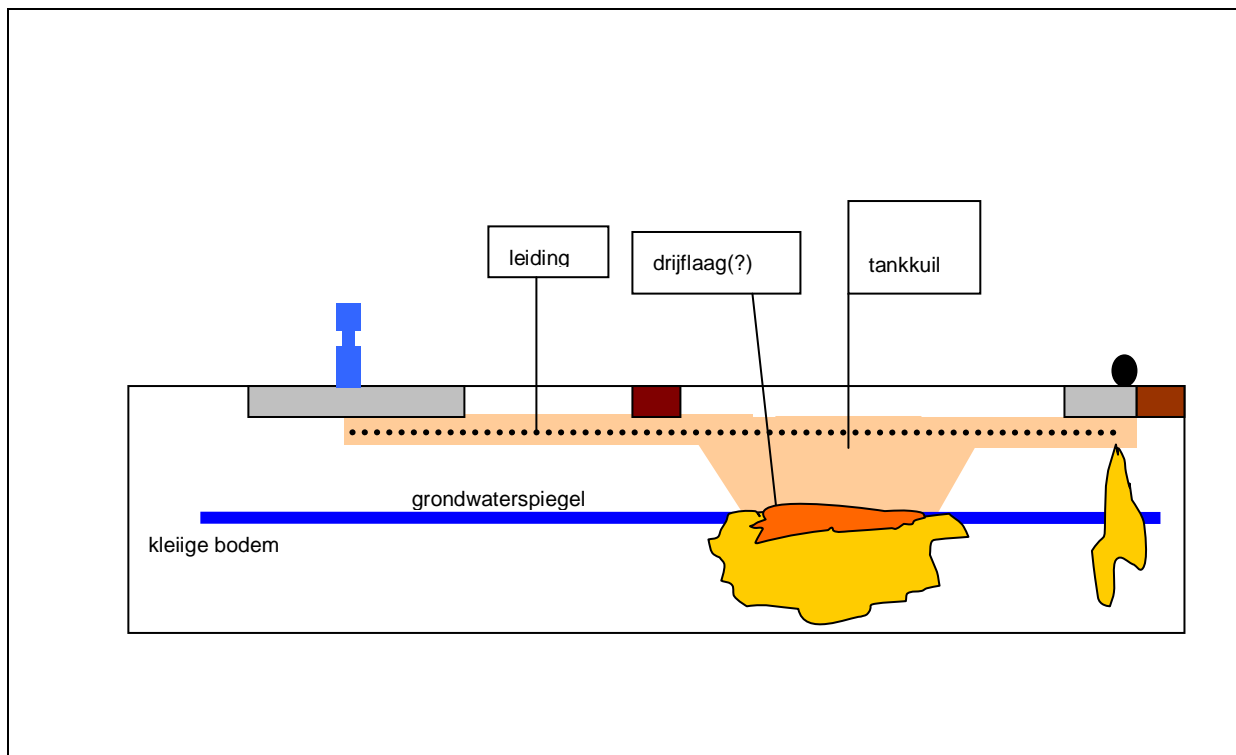 leiding
drijflaag(?)
tankkuil
grondwaterspiegel
kleiige bodem